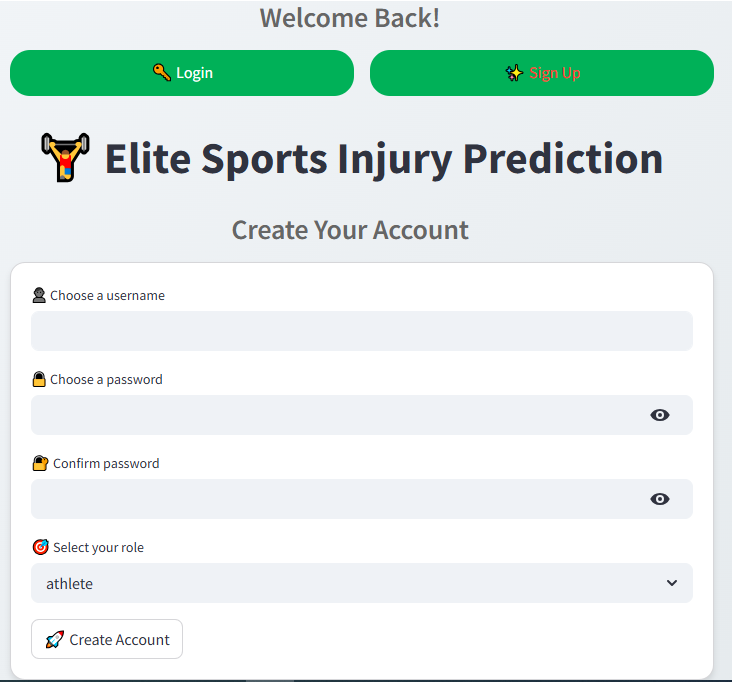 Welcome Back!
🔑 Login
✨ Sign Up
🏋️ Elite Sports Injury Prediction
Create Your Account
👤 Choose a username
🔒 Choose a password
🔐 Confirm password
🎯 Select your role
athlete
🚀 Create Account